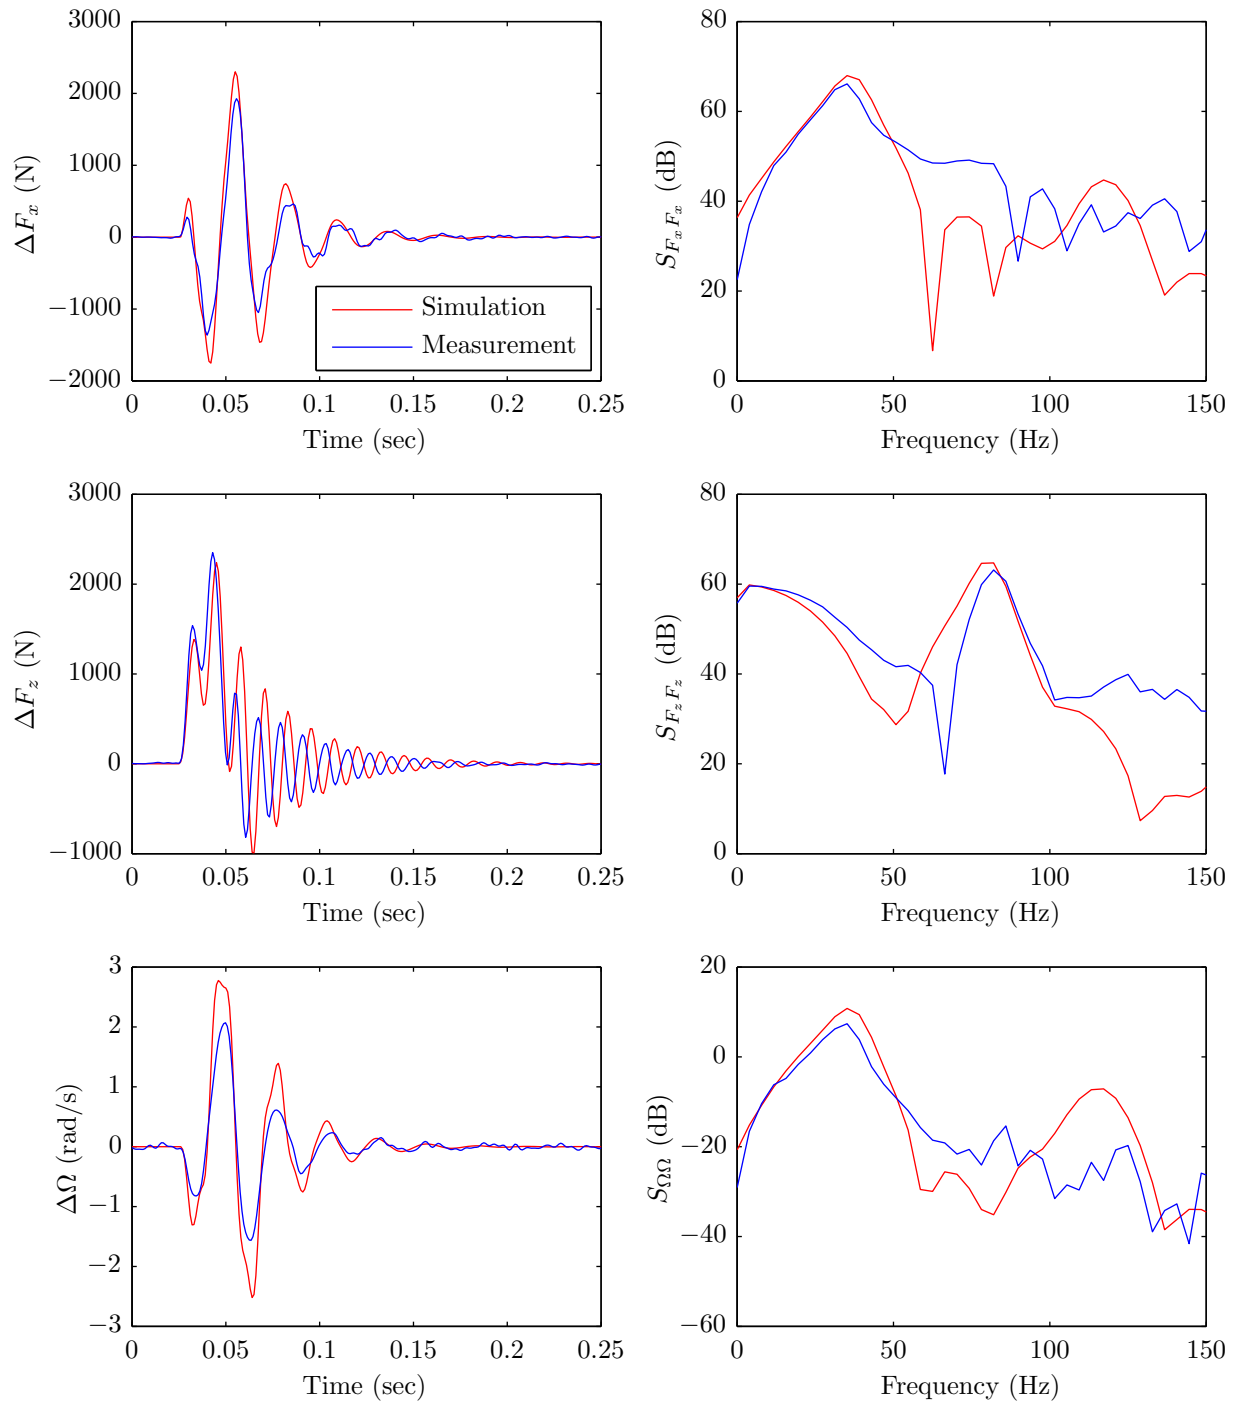 3000
2000
1000
0
−1000
−2000
0 0.05 0.1 0.15 0.2 0.25
Time (sec)
ΔF_x (N)
Simulation
Measurement
80
60
40
20
0
0 50 100 150
Frequency (Hz)
S_{F_xF_x} (dB)
3000
2000
1000
0
−1000
0 0.05 0.1 0.15 0.2 0.25
Time (sec)
ΔF_z (N)
80
60
40
20
0
0 50 100 150
Frequency (Hz)
S_{F_zF_z} (dB)
3
2
1
0
−1
−2
−3
0 0.05 0.1 0.15 0.2 0.25
Time (sec)
ΔΩ (rad/s)
20
0
−20
−40
−60
0 50 100 150
Frequency (Hz)
S_{ΩΩ} (dB)